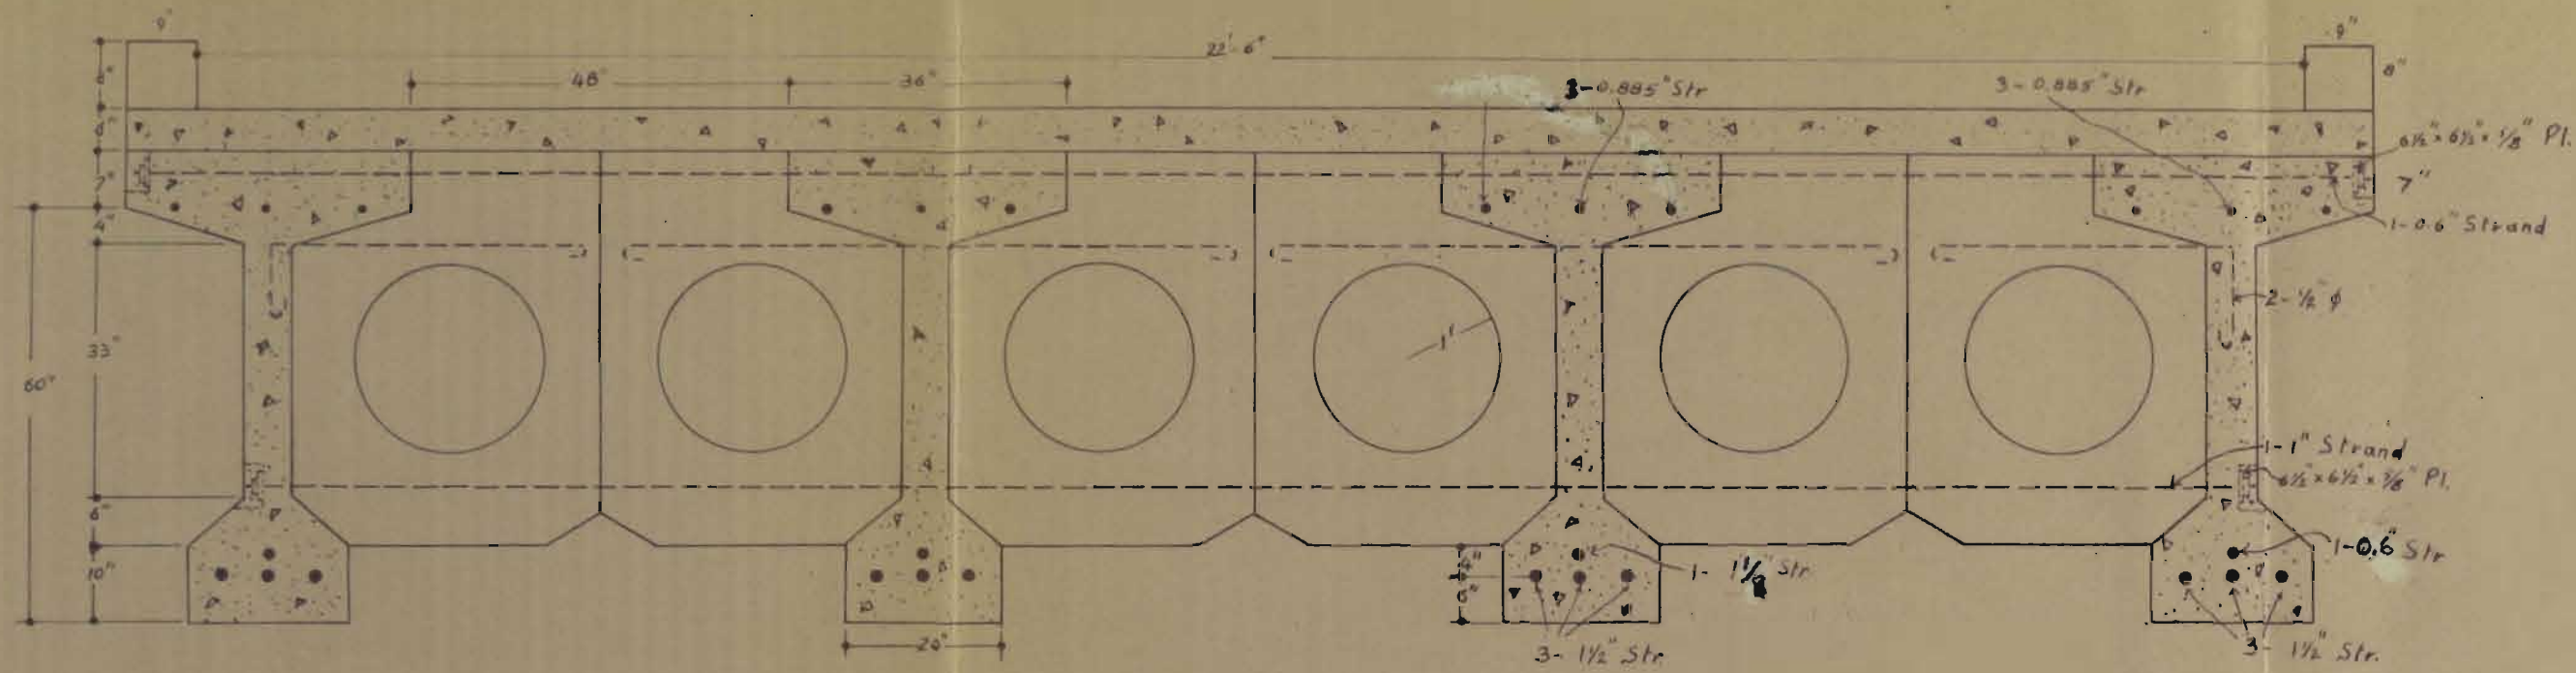 9"
22'-6"
9"
8"
8"
48"
36"
3-0.885" Str
3-0.885" Str
6"
6½" × 6½" × ⅛" Pl.
7"
7"
4"
1-0.6" Strand
2-½" φ
1'
33"
60"
1-1" Strand
6½" × 6½" × ⅜" Pl.
6"
10"
4"
6"
1- 1⅛" Str
1-0.6" Str
20"
3- 1½" Str.
3- 1½" Str.